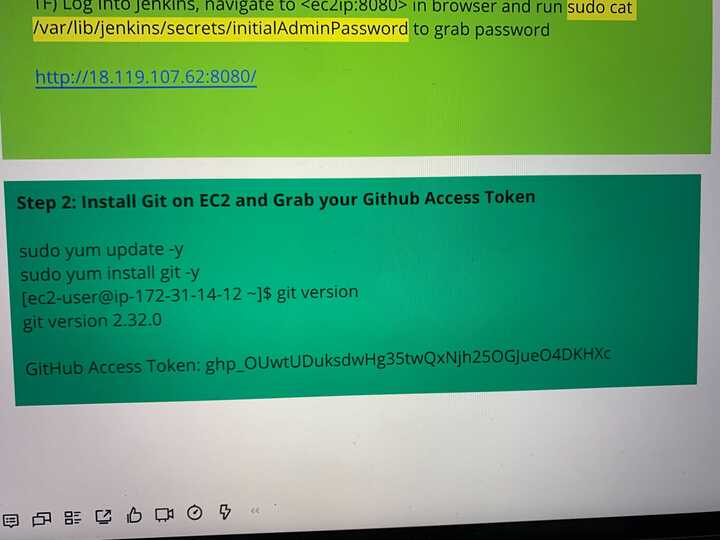 1F) Log into Jenkins, navigate to <ec2ip:8080> in browser and run sudo cat
/var/lib/jenkins/secrets/initialAdminPassword to grab password
http://18.119.107.62:8080/
Step 2: Install Git on EC2 and Grab your Github Access Token
sudo yum update -y
sudo yum install git -y
[ec2-user@ip-172-31-14-12 ~]$ git version
git version 2.32.0
GitHub Access Token: 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